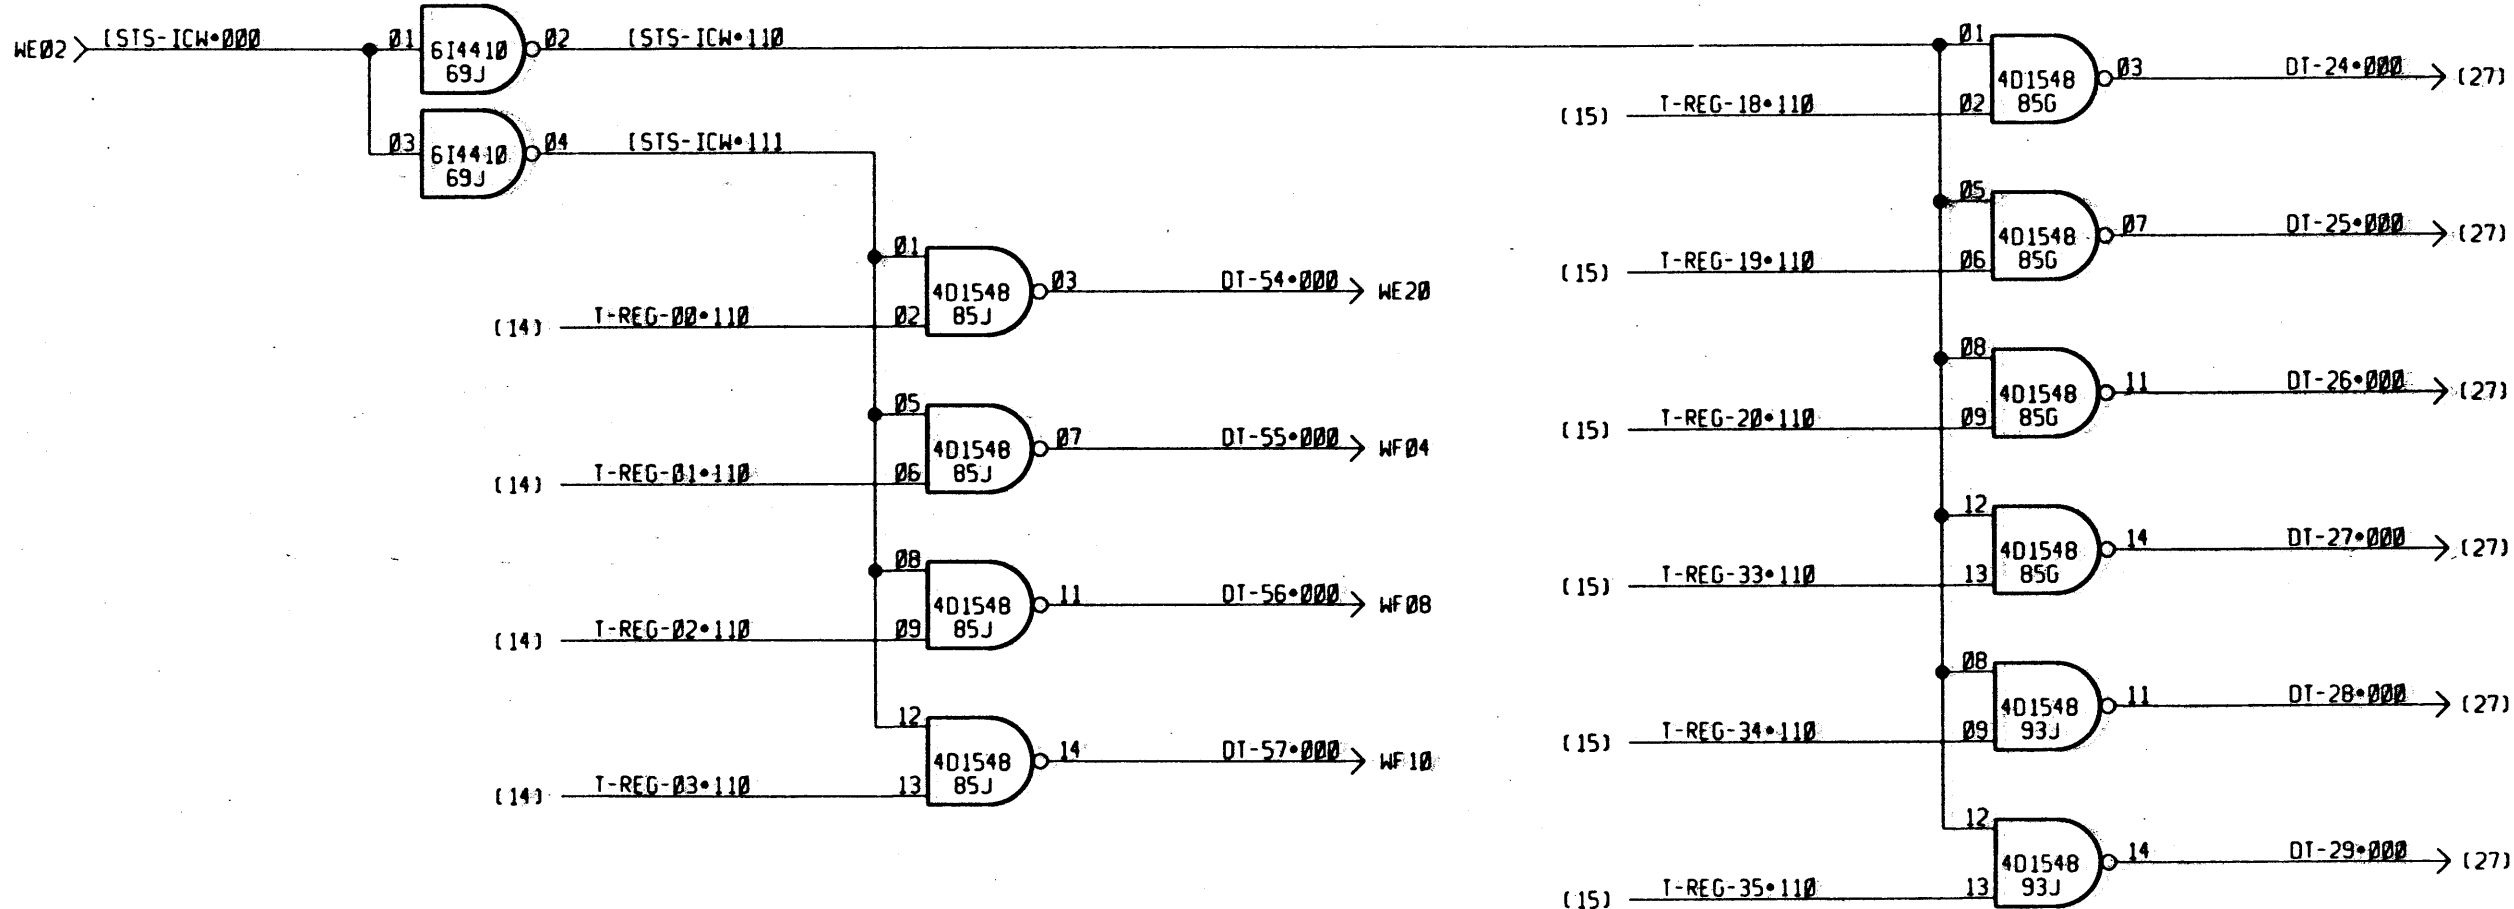 WE02 [STS-ICW•000 01 6I4410 69J 02 [STS-ICW•110
03 6I4410 69J 04 [STS-ICW•111
01 4D1548 85J 03 DT-54•000 WE20
(14) T-REG-00•110 02
05 4D1548 85J 07 DT-55•000 WF04
(14) T-REG-01•110 06
08 4D1548 85J 11 DT-56•000 WF08
(14) T-REG-02•110 09
12 4D1548 85J 14 DT-57•000 WF10
(14) T-REG-03•110 13
01 4D1548 85G 03 DT-24•000 (27)
(15) T-REG-18•110 02
05 4D1548 85G 07 DT-25•000 (27)
(15) T-REG-19•110 06
08 4D1548 85G 11 DT-26•000 (27)
(15) T-REG-20•110 09
12 4D1548 85G 14 DT-27•000 (27)
(15) T-REG-33•110 13
08 4D1548 93J 11 DT-28•000 (27)
(15) T-REG-34•110 09
12 4D1548 93J 14 DT-29•000 (27)
(15) T-REG-35•110 13